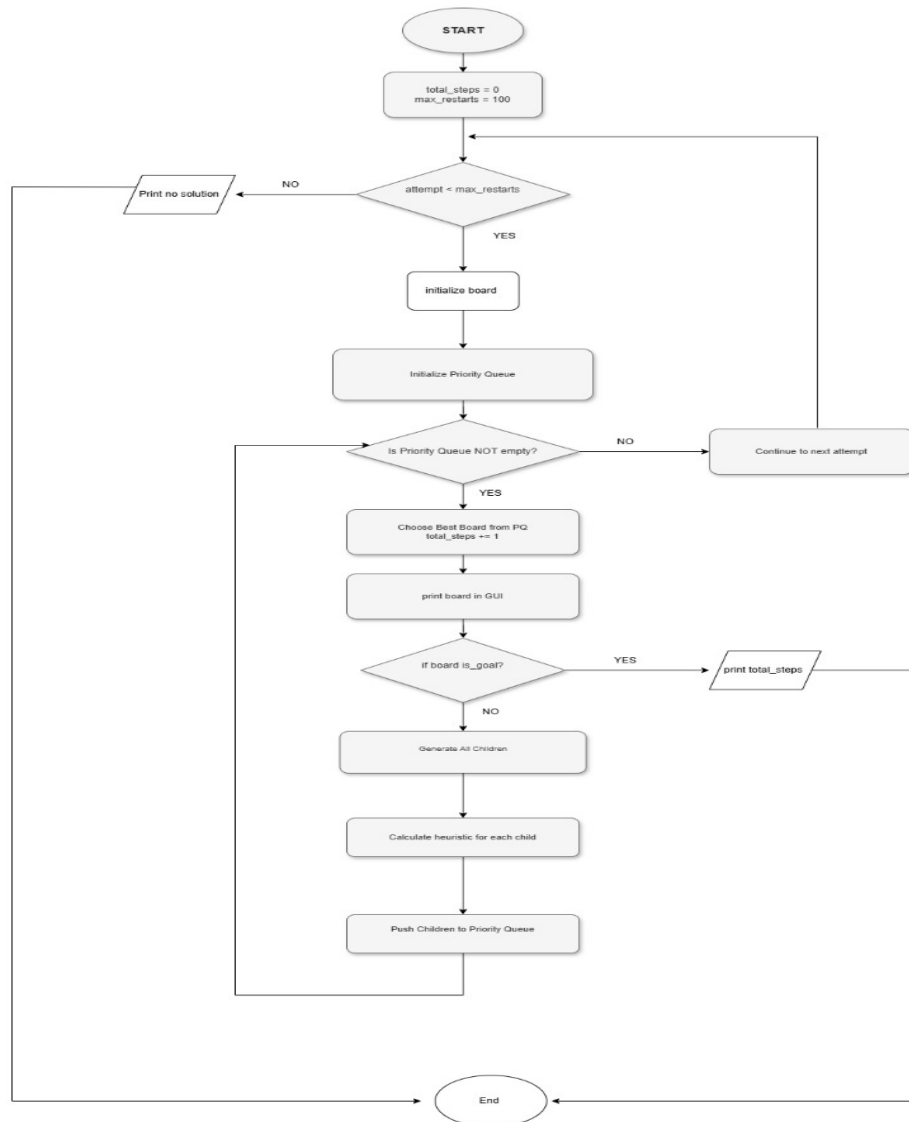 START
total_steps = 0
max_restarts = 100
attempt < max_restarts
NO
Print no solution
YES
initialize board
Initialize Priority Queue
Is Priority Queue NOT empty?
NO
Continue to next attempt
YES
Choose Best Board from PQ
total_steps += 1
print board in GUI
if board is_goal?
YES
print total_steps
NO
Generate All Children
Calculate heuristic for each child
Push Children to Priority Queue
End